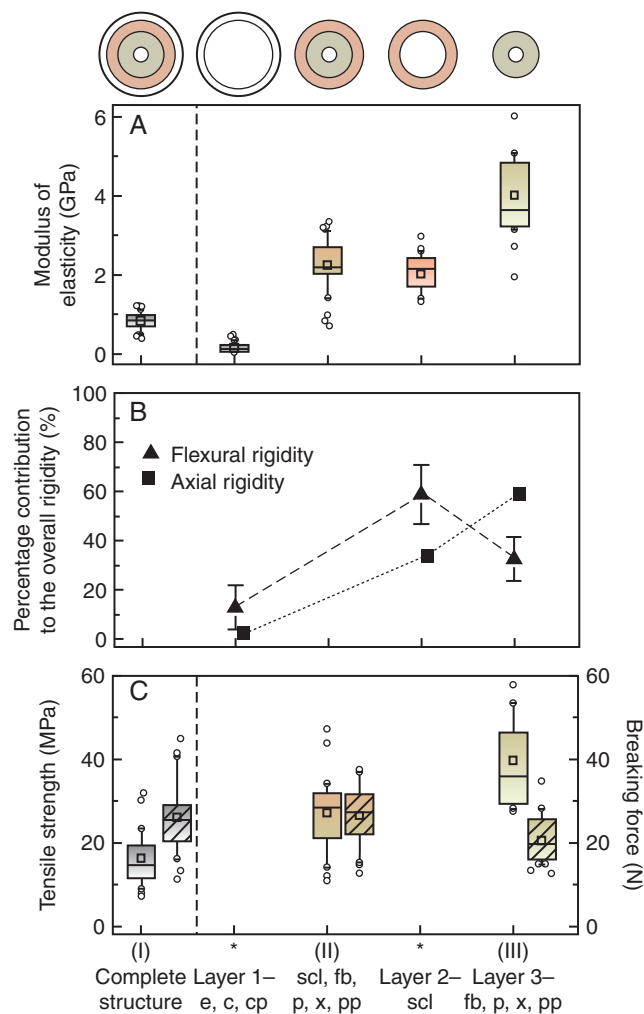 A
6
4
2
0
Modulus of
elasticity (GPa)
B
100
80
60
40
20
0
Percentage contribution
to the overall rigidity (%)
Flexural rigidity
Axial rigidity
C
60
40
20
0
Tensile strength (MPa)
60
40
20
0
Breaking force (N)
(I) * (II) * (III)
Complete Layer 1– scl, fb, Layer 2– Layer 3–
structure e, c, cp p, x, pp scl fb, p, x, pp